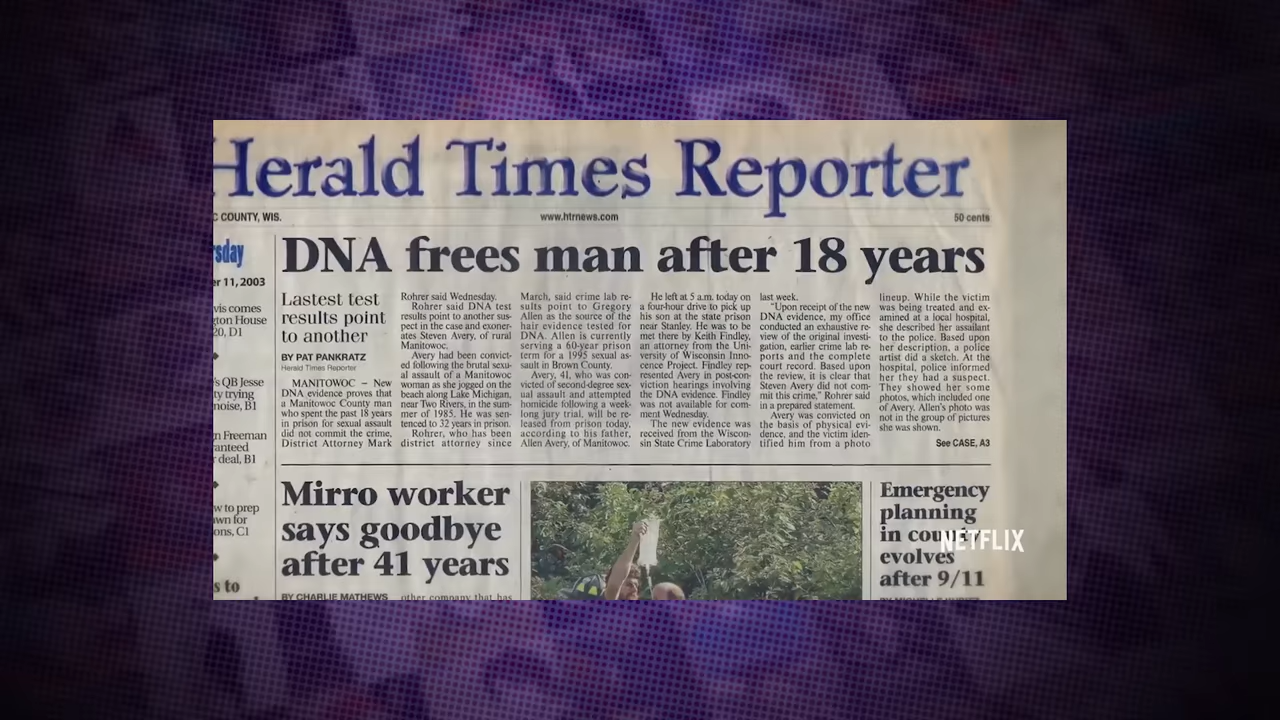 Herald Times Reporter
C COUNTY, WIS.
www.htrnews.com
50 cents
rsday
er 11, 2003
vis comes
gton House
20, D1
's QB Jesse
ty trying
noise, B1
n Freeman
ranteed
r deal, B1
w to prep
wn for
ons, C1
s to
DNA frees man after 18 years
Lastest test
results point
to another
BY PAT PANKRATZ
Herald Times Reporter
MANITOWOC – New
DNA evidence proves that
a Manitowoc County man
who spent the past 18 years
in prison for sexual assault
did not commit the crime,
District Attorney Mark
Rohrer said Wednesday.
Rohrer said DNA test
results point to another sus-
pect in the case and exoner-
ates Steven Avery, of rural
Manitowoc.
Avery had been convict-
ed following the brutal sexu-
al assault of a Manitowoc
woman as she jogged on the
beach along Lake Michigan,
near Two Rivers, in the sum-
mer of 1985. He was sen-
tenced to 32 years in prison.
Rohrer, who has been
district attorney since
March, said crime lab re-
sults point to Gregory
Allen as the source of the
hair evidence tested for
DNA. Allen is currently
serving a 60-year prison
term for a 1995 sexual as-
sault in Brown County.
Avery, 41, who was con-
victed of second-degree sex-
ual assault and attempted
homicide following a week-
long jury trial, will be re-
leased from prison today,
according to his father,
Allen Avery, of Manitowoc.
He left at 5 a.m. today on
a four-hour drive to pick up
his son at the state prison
near Stanley. He was to be
met there by Keith Findley,
an attorney from the Uni-
versity of Wisconsin Inno-
cence Project. Findley rep-
resented Avery in post-con-
viction hearings involving
the DNA evidence. Findley
was not available for com-
ment Wednesday.
The new evidence was
received from the Wiscon-
sin State Crime Laboratory
last week.
"Upon receipt of the new
DNA evidence, my office
conducted an exhaustive re-
view of the original investi-
gation, earlier crime lab re-
ports and the complete
court record. Based upon
the review, it is clear that
Steven Avery did not com-
mit this crime," Rohrer said
in a prepared statement.
Avery was convicted on
the basis of physical evi-
dence, and the victim iden-
tified him from a photo
lineup. While the victim
was being treated and ex-
amined at a local hospital,
she described her assailant
to the police. Based upon
her description, a police
artist did a sketch. At the
hospital, police informed
her they had a suspect.
They showed her some
photos, which included one
of Avery. Allen's photo was
not in the group of pictures
she was shown.
See CASE, A3
Mirro worker
says goodbye
after 41 years
BY CHARLIE MATHEWS
other company that has
Emergency
planning
in county
evolves
after 9/11
NETFLIX